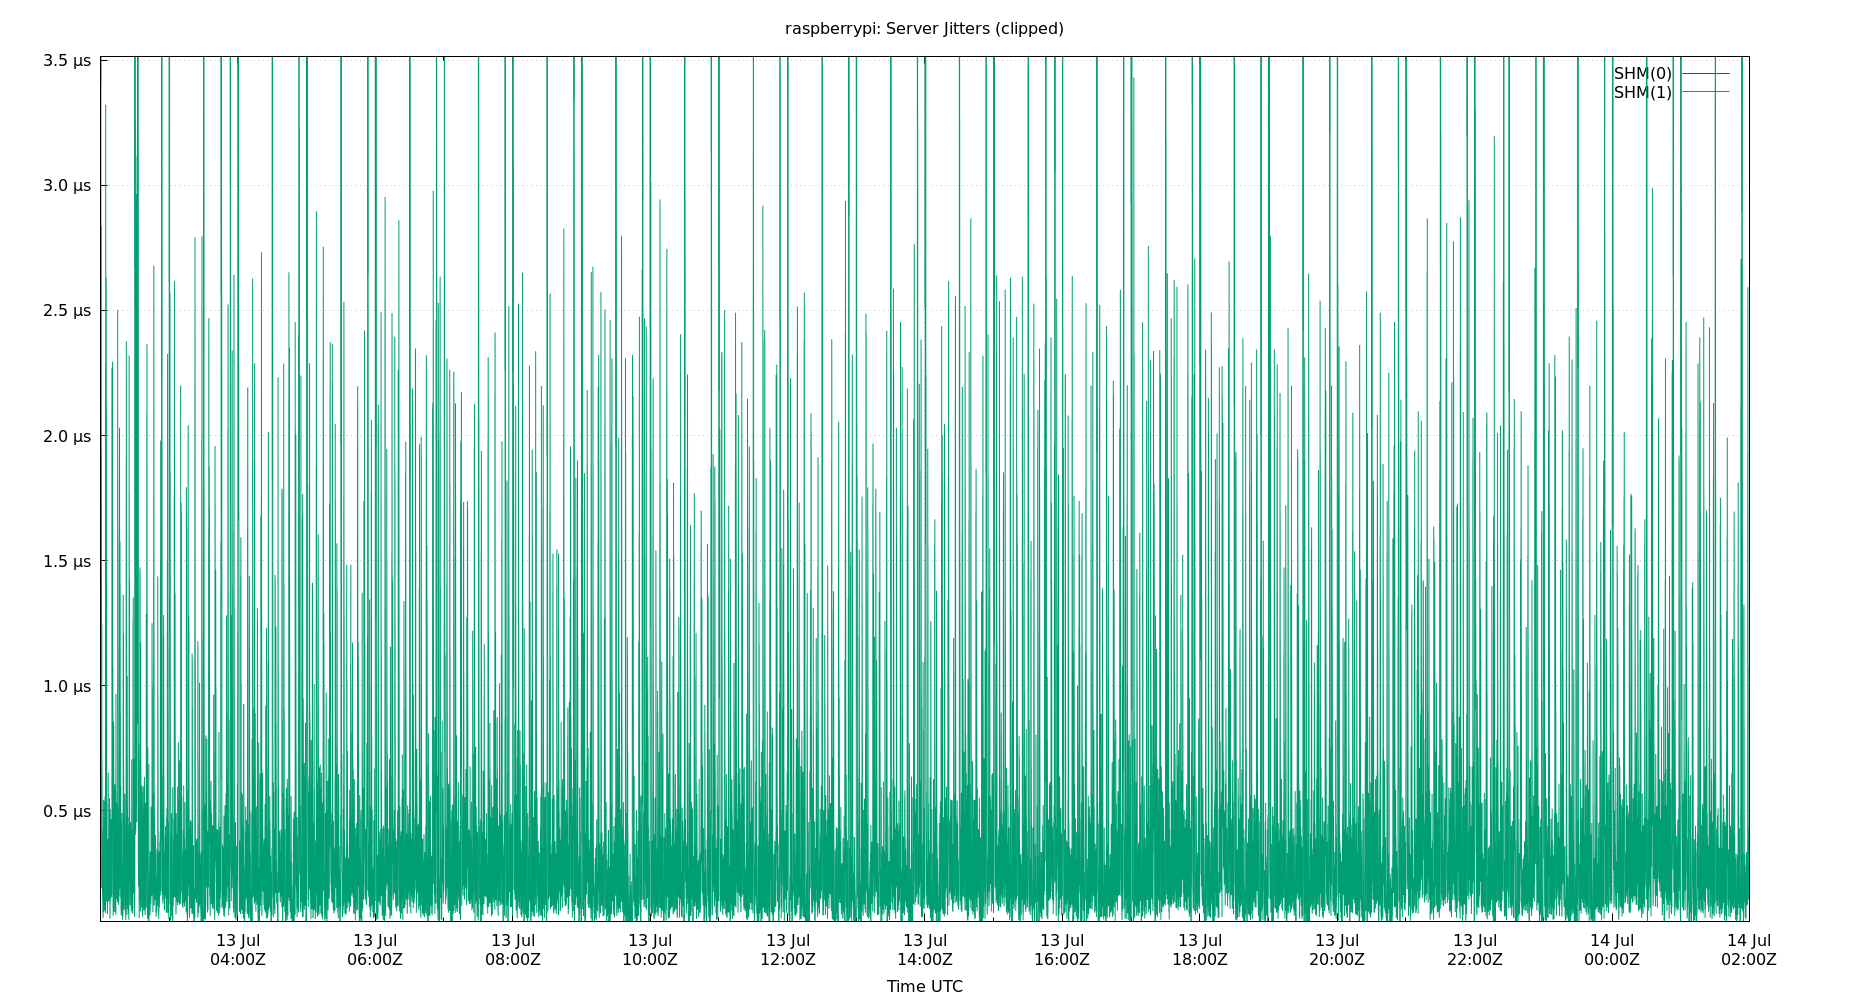 raspberrypi: Server Jitters (clipped)
3.5 µs
3.0 µs
2.5 µs
2.0 µs
1.5 µs
1.0 µs
0.5 µs
SHM(0)
SHM(1)
13 Jul
04:00Z
13 Jul
06:00Z
13 Jul
08:00Z
13 Jul
10:00Z
13 Jul
12:00Z
13 Jul
14:00Z
13 Jul
16:00Z
13 Jul
18:00Z
13 Jul
20:00Z
13 Jul
22:00Z
14 Jul
00:00Z
14 Jul
02:00Z
Time UTC